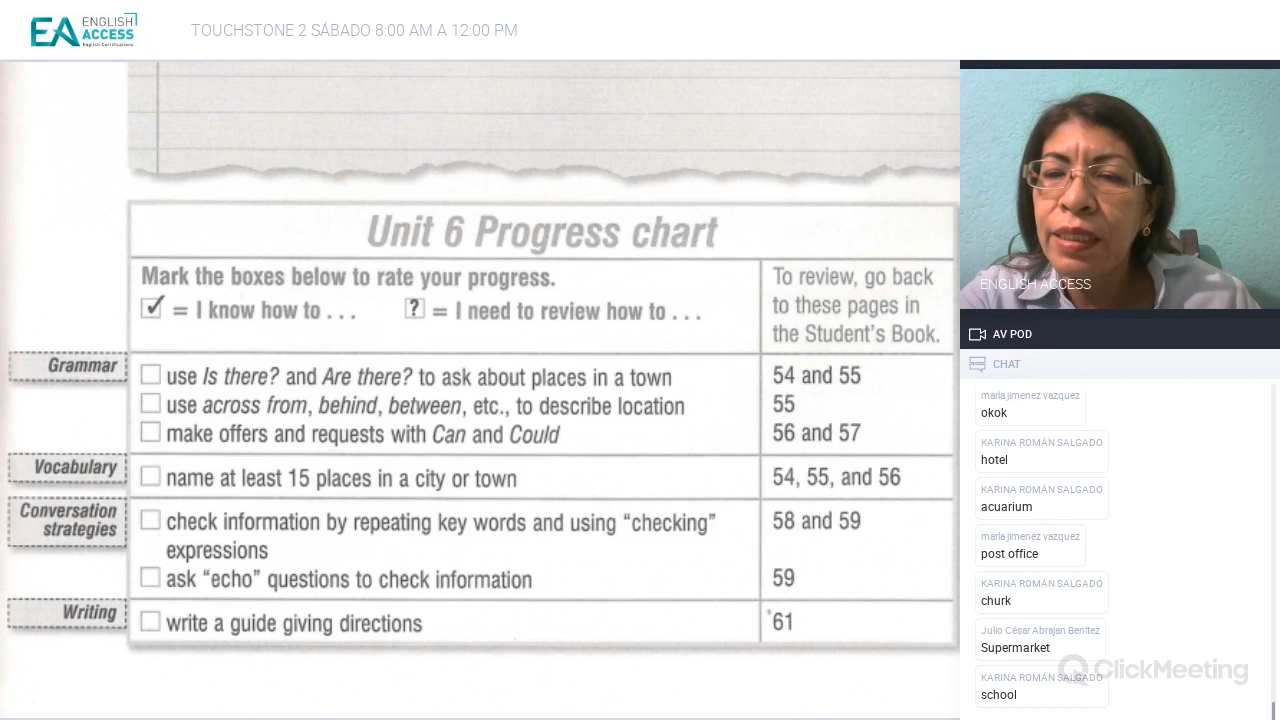 EA ENGLISH
ACCESS
English Certifications
TOUCHSTONE 2 SÁBADO 8:00 AM A 12:00 PM
Unit 6 Progress chart
Mark the boxes below to rate your progress.
✓ = I know how to . . . ? = I need to review how to . . .
To review, go back
to these pages in
the Student's Book.
Grammar
use Is there? and Are there? to ask about places in a town 54 and 55
use across from, behind, between, etc., to describe location 55
make offers and requests with Can and Could 56 and 57
Vocabulary
name at least 15 places in a city or town 54, 55, and 56
Conversation
strategies
check information by repeating key words and using “checking” 58 and 59
expressions
ask “echo” questions to check information 59
Writing
write a guide giving directions 61
ENGLISH ACCESS
AV POD
CHAT
maria jimenez vazquez
okok
KARINA ROMÁN SALGADO
hotel
KARINA ROMÁN SALGADO
acuarium
maria jimenez vazquez
post office
KARINA ROMÁN SALGADO
churk
Julio César Abrajan Benítez
Supermarket
KARINA ROMÁN SALGADO
school
ClickMeeting